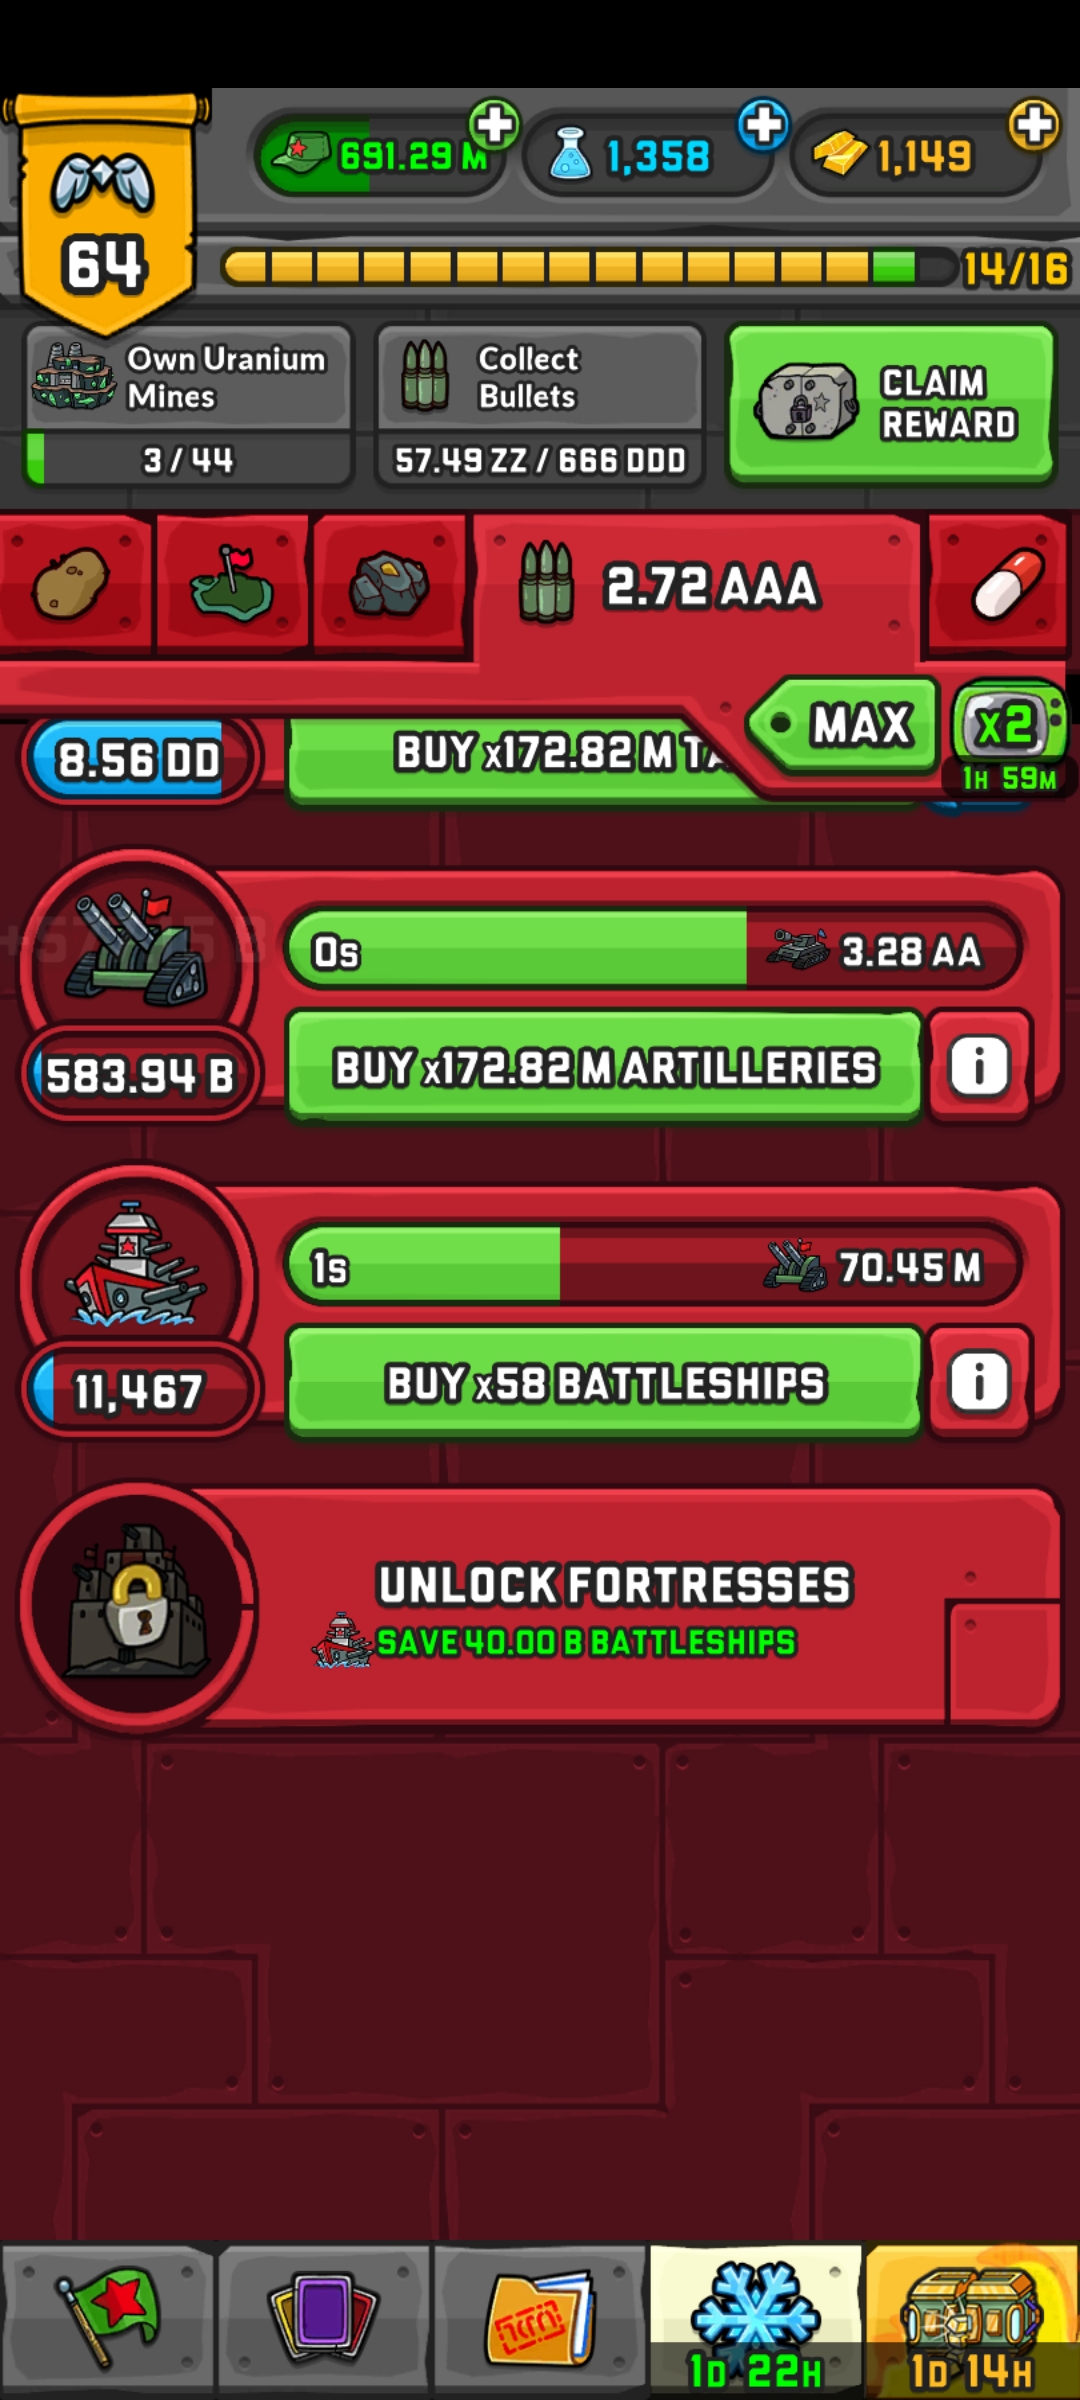 691.29 M
1,358
1,149
64
14/16
Own Uranium
Mines
3 / 44
Collect
Bullets
57.49 ZZ / 666 DDD
CLAIM
REWARD
2.72 AAA
MAX
x2
1H 59M
8.56 DD
BUY x172.82 M
0s
3.28 AA
583.94 B
BUY x172.82 M ARTILLERIES
i
1s
70.45 M
11,467
BUY x58 BATTLESHIPS
i
UNLOCK FORTRESSES
SAVE 40.00 B BATTLESHIPS
1D 22H
1D 14H